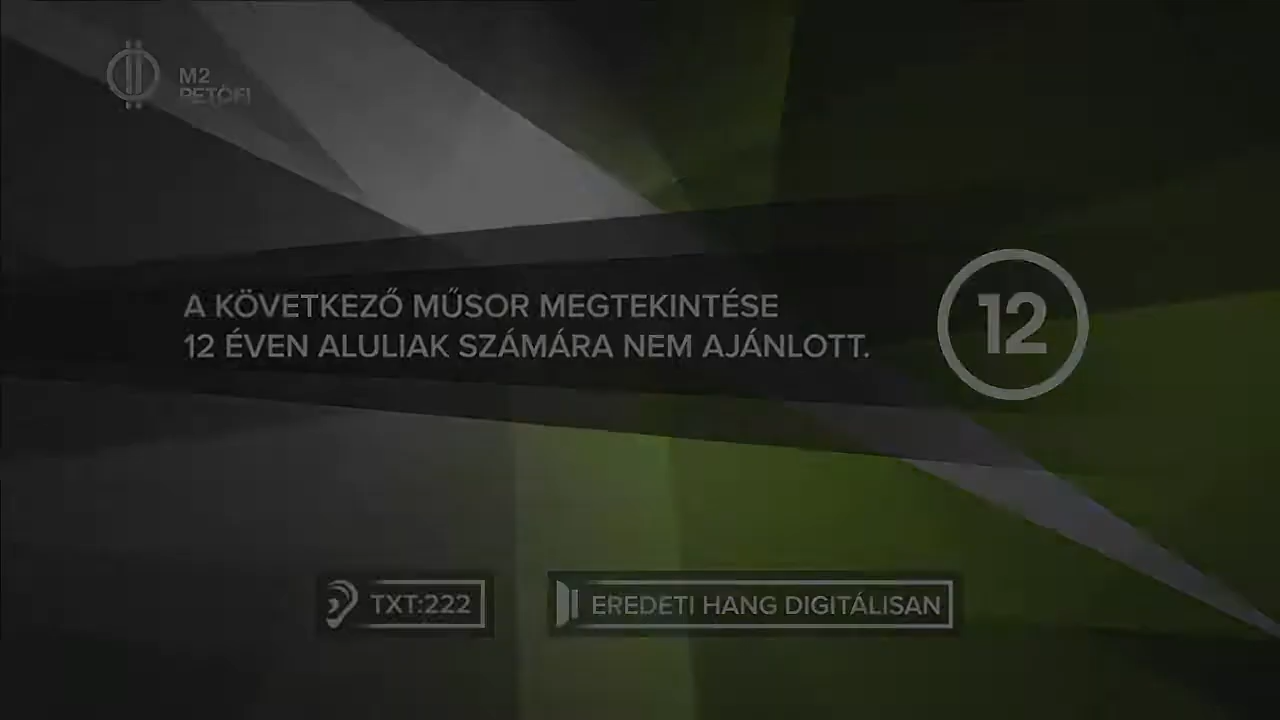 M2
PETŐFI
A KÖVETKEZŐ MŰSOR MEGTEKINTÉSE
12 ÉVEN ALULIAK SZÁMÁRA NEM AJÁNLOTT.
12
TXT:222
EREDETI HANG DIGITÁLISAN